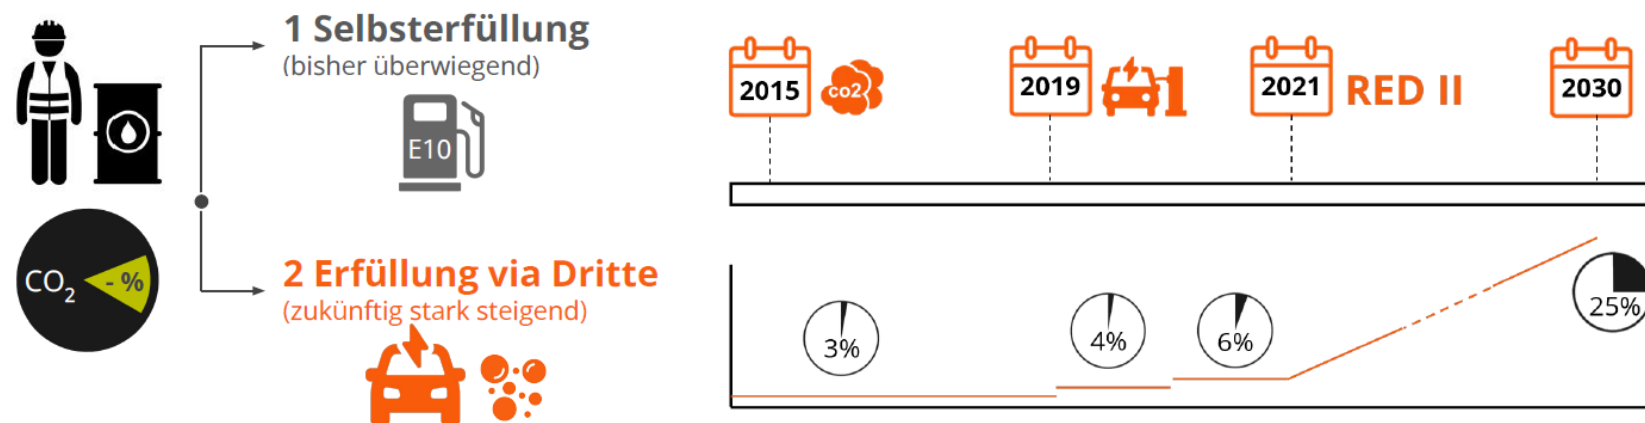 1 Selbsterfüllung
(bisher überwiegend)
E10
CO2
- %
2 Erfüllung via Dritte
(zukünftig stark steigend)
2015
co2
2019
2021
RED II
2030
3%
4%
6%
25%